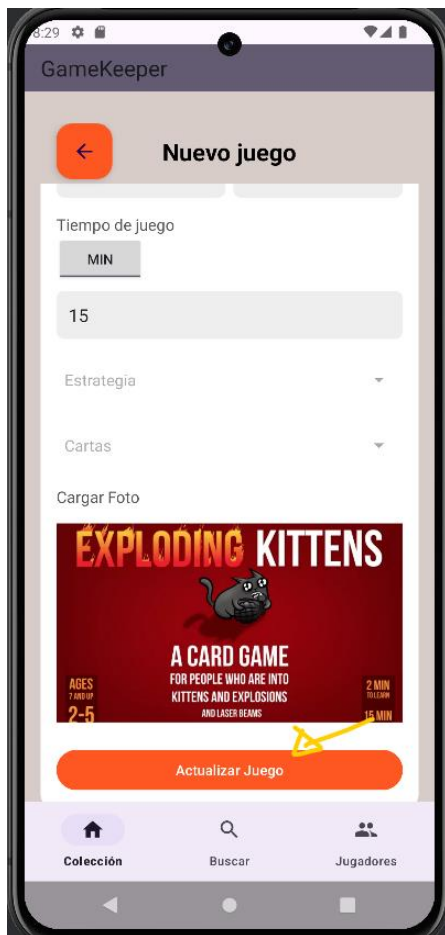 8:29
GameKeeper
Nuevo juego
Tiempo de juego
MIN
15
Estrategia
Cartas
Cargar Foto
EXPLODING KITTENS
A CARD GAME
FOR PEOPLE WHO ARE INTO
KITTENS AND EXPLOSIONS
AND LASER BEAMS
AGES
7 AND UP
2-5
2 MIN
TO LEARN
15 MIN
Actualizar Juego
Colección Buscar Jugadores